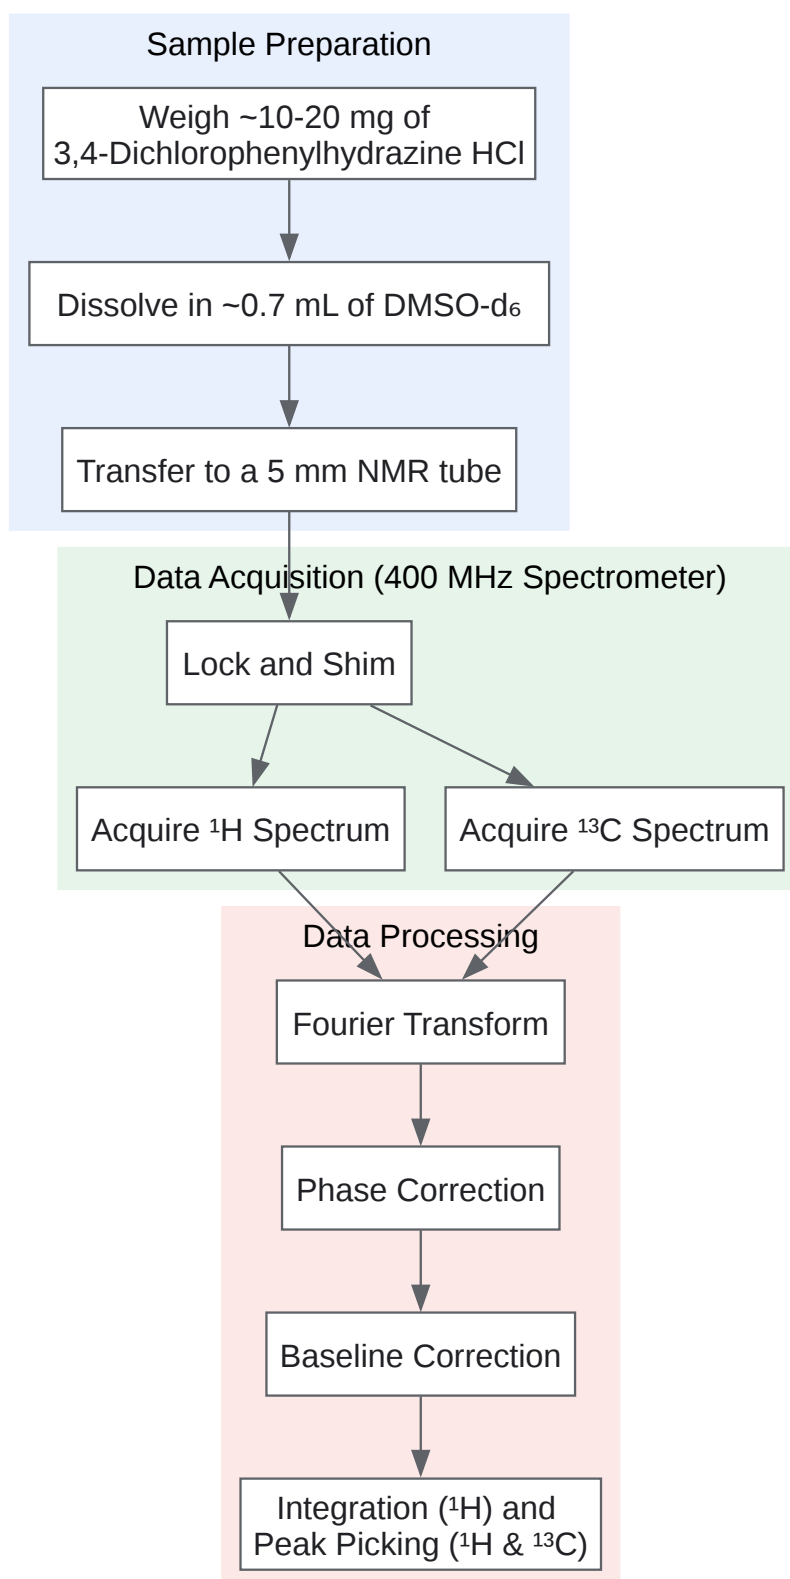 Sample Preparation
Weigh ~10-20 mg of
3,4-Dichlorophenylhydrazine HCl
Dissolve in ~0.7 mL of DMSO-d₆
Transfer to a 5 mm NMR tube
Data Acquisition (400 MHz Spectrometer)
Lock and Shim
Acquire ¹H Spectrum
Acquire ¹³C Spectrum
Data Processing
Fourier Transform
Phase Correction
Baseline Correction
Integration (¹H) and
Peak Picking (¹H & ¹³C)